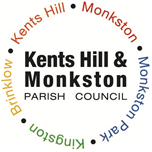 Kents Hill • Monkston • Monkston Park • Kingston • Brinklow •
Kents Hill &
Monkston
PARISH COUNCIL